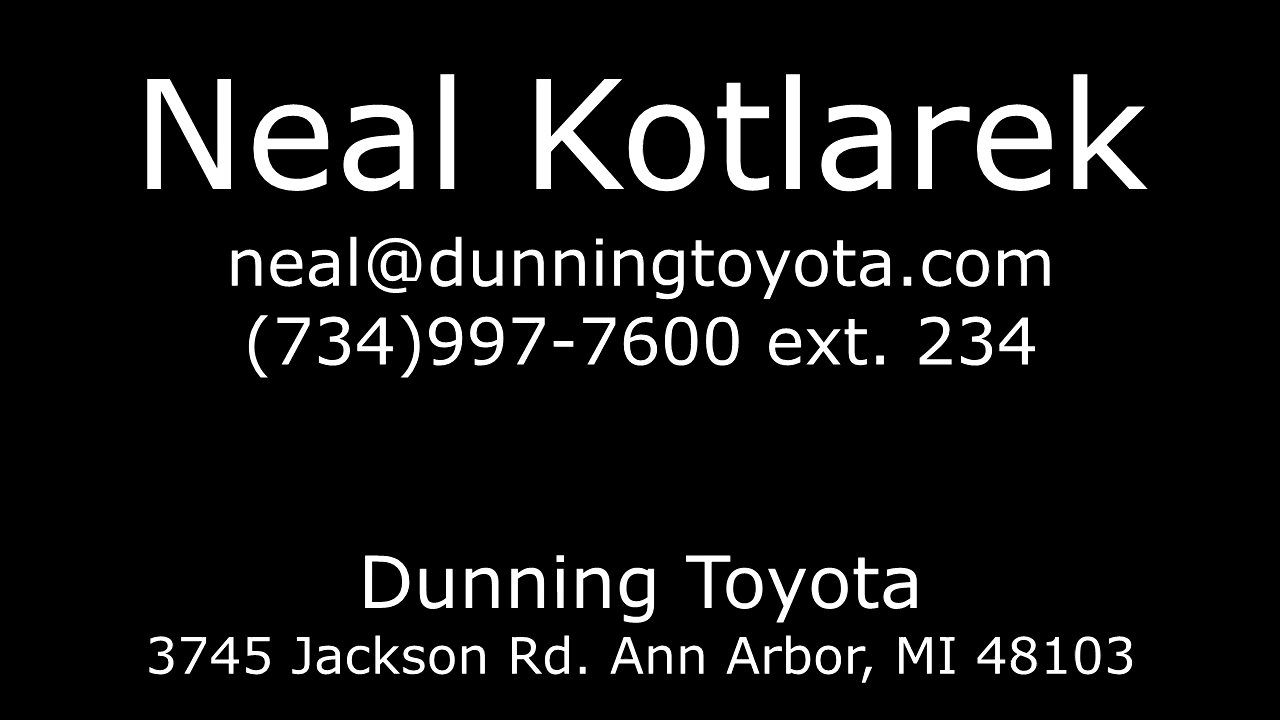 Neal Kotlarek
neal@dunningtoyota.com
(734)997-7600 ext. 234
Dunning Toyota
3745 Jackson Rd. Ann Arbor, MI 48103